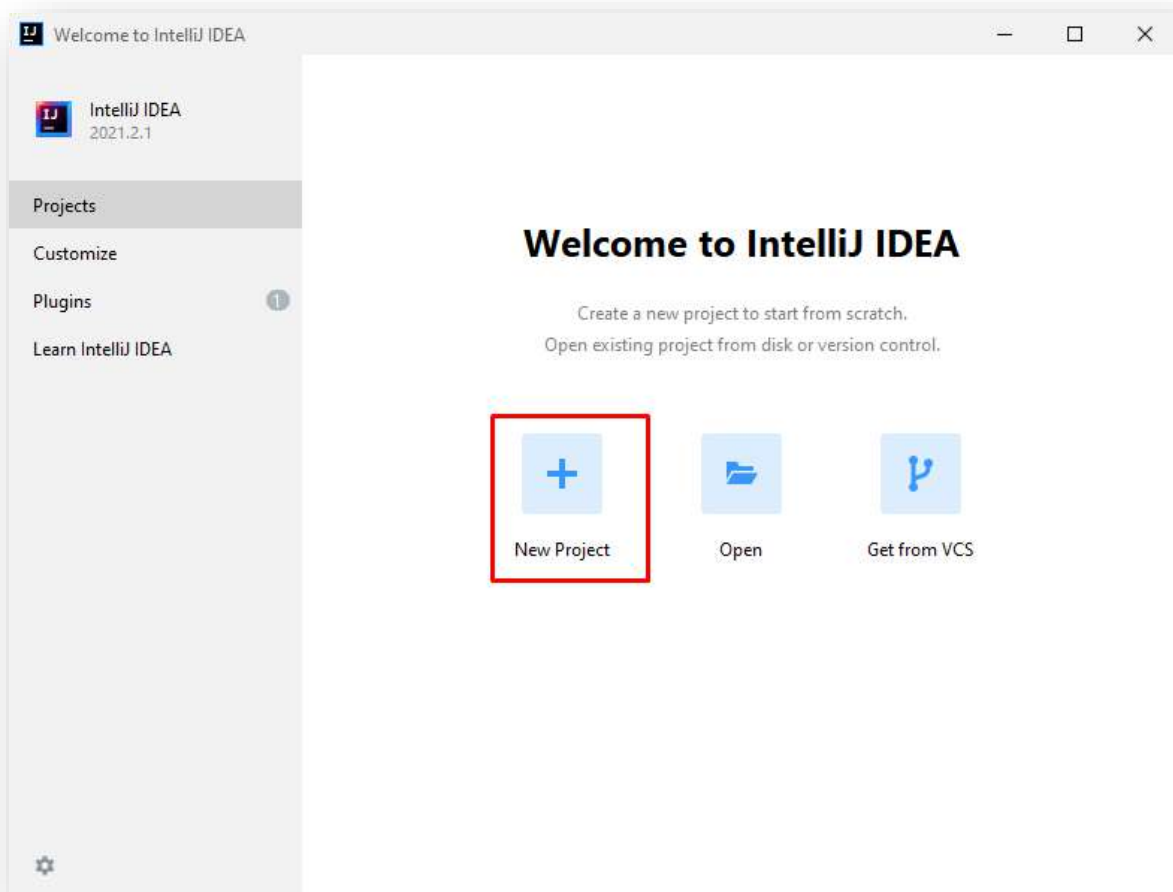 Welcome to IntelliJ IDEA
IntelliJ IDEA
2021.2.1
Projects
Customize
Plugins 1
Learn IntelliJ IDEA
Welcome to IntelliJ IDEA
Create a new project to start from scratch.
Open existing project from disk or version control.
New Project
Open
Get from VCS